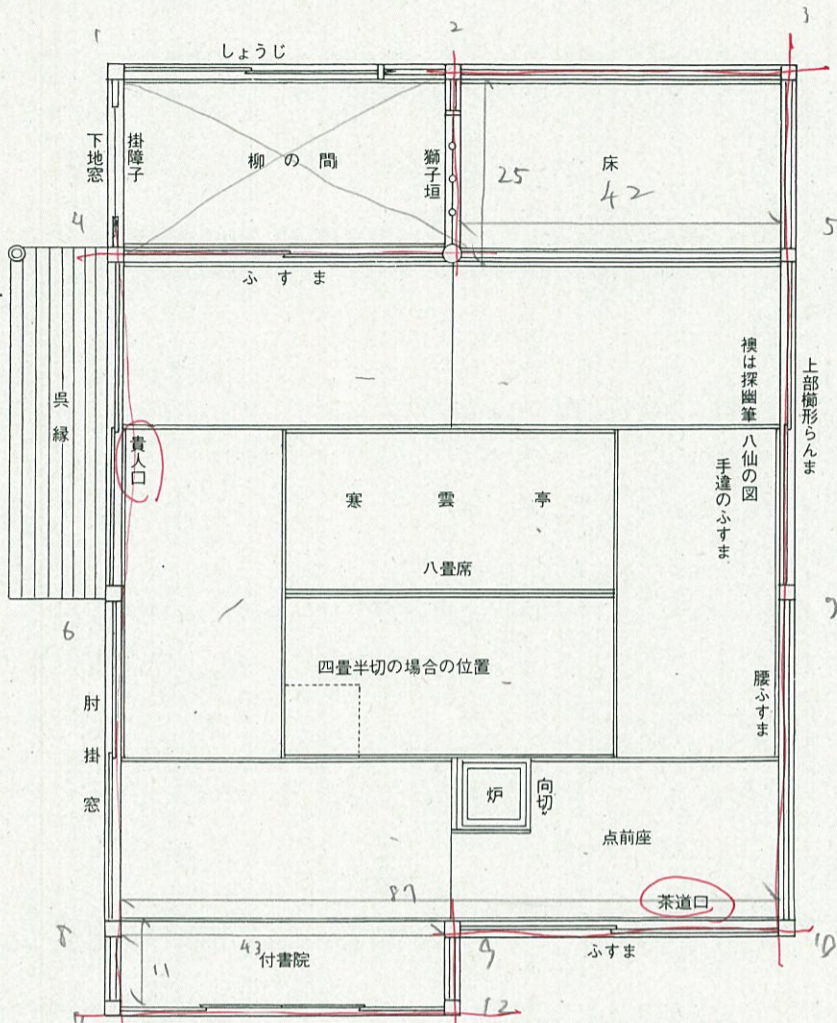 1
2
3
しょうじ
下地窓
掛障子
柳の間
獅子垣
床
25
42
4
5
ふすま
呉縁
貴人口
襖は探幽筆 八仙の図
手違のふすま
上部櫛形らんま
寒雲亭
八畳席
6
四畳半切の場合の位置
腰ふすま
肘掛窓
炉
向切
点前座
87
茶道口
8
43
付書院
11
9
ふすま
10
12